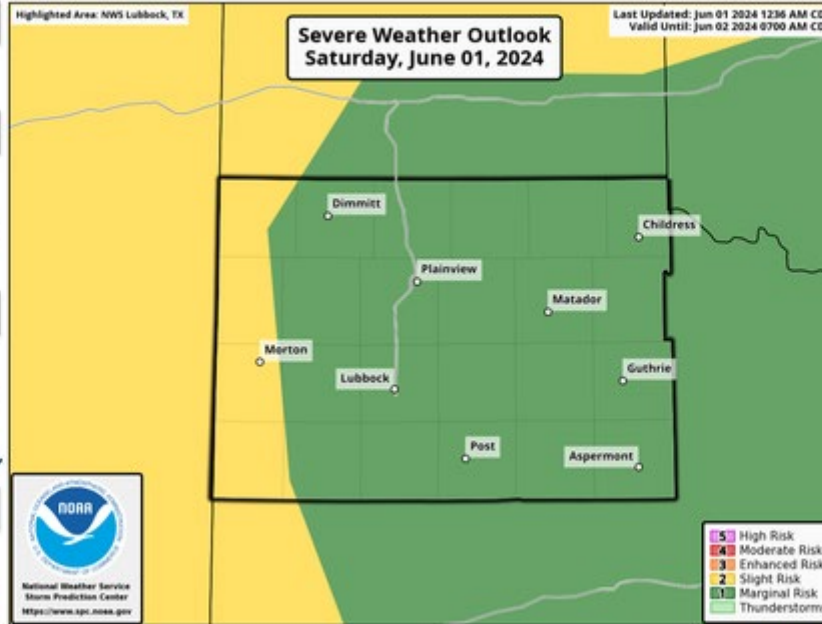 Highlighted Area: NWS Lubbock, TX
Severe Weather Outlook
Saturday, June 01, 2024
Last Updated: Jun 01 2024 1236 AM
Valid Until: Jun 02 2024 0700 AM
Dimmitt
Childress
Plainview
Matador
Morton
Lubbock
Guthrie
Post
Aspermont
NOAA
National Weather Service
Storm Prediction Center
https://www.spc.noaa.gov
5 High Risk
4 Moderate Risk
3 Enhanced Risk
2 Slight Risk
1 Marginal Risk
Thunderstorm